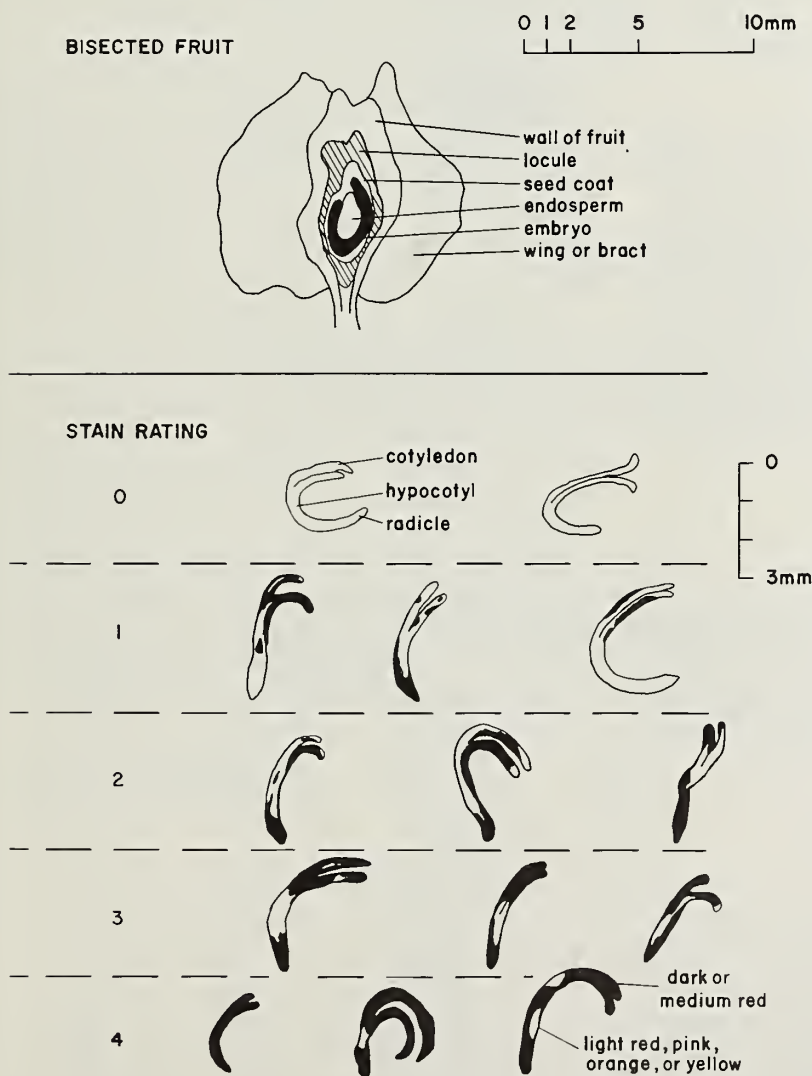 0 1 2 5 10mm
BISECTED FRUIT
wall of fruit
locule
seed coat
endosperm
embryo
wing or bract
STAIN RATING
cotyledon
0
0
hypocotyl
radicle
3mm
1
2
3
dark or
medium red
4
light red, pink,
orange, or yellow